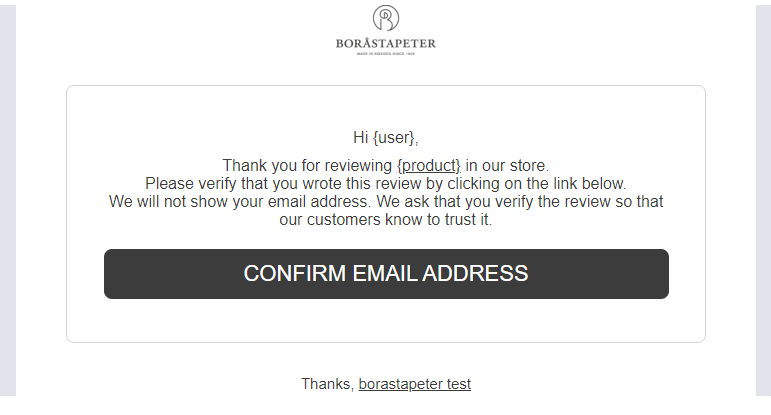 BORÅSTAPETER
MADE IN SWEDEN SINCE 1905
Hi {user},
Thank you for reviewing {product} in our store.
Please verify that you wrote this review by clicking on the link below.
We will not show your email address. We ask that you verify the review so that
our customers know to trust it.
CONFIRM EMAIL ADDRESS
Thanks, borastapeter test